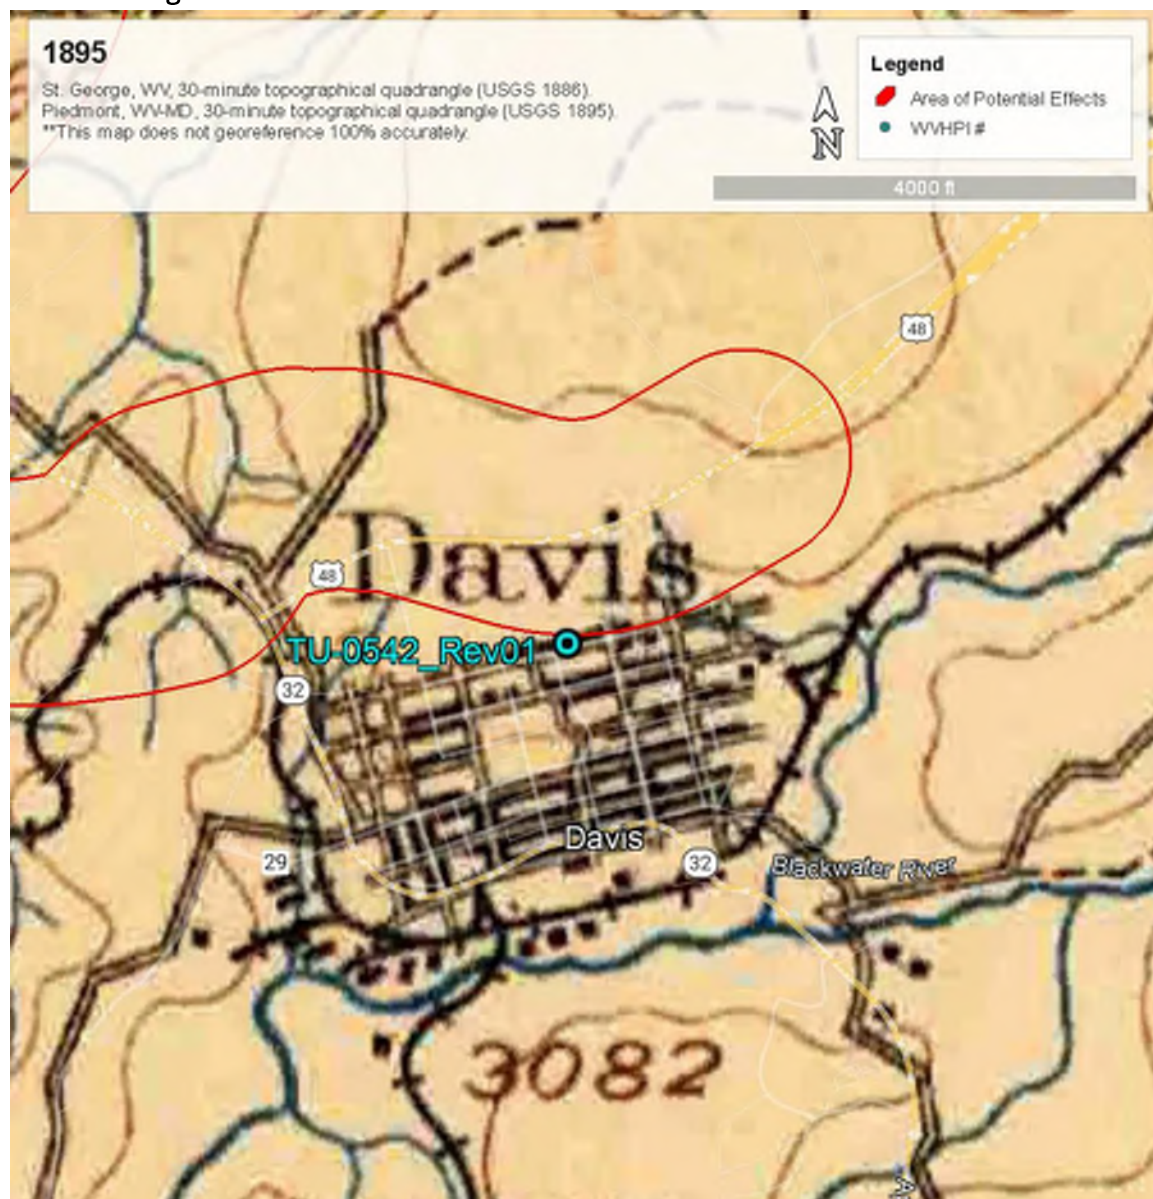 1895
St. George, WV, 30-minute topographical quadrangle (USGS 1886).
Piedmont, WV-MD, 30-minute topographical quadrangle (USGS 1895).
**This map does not georeference 100% accurately.
N
Legend
Area of Potential Effects
WVHPI #
4000 ft
48
Davis
48
TU-0542_Rev01
32
Davis
29
32
Blackwater River
3082